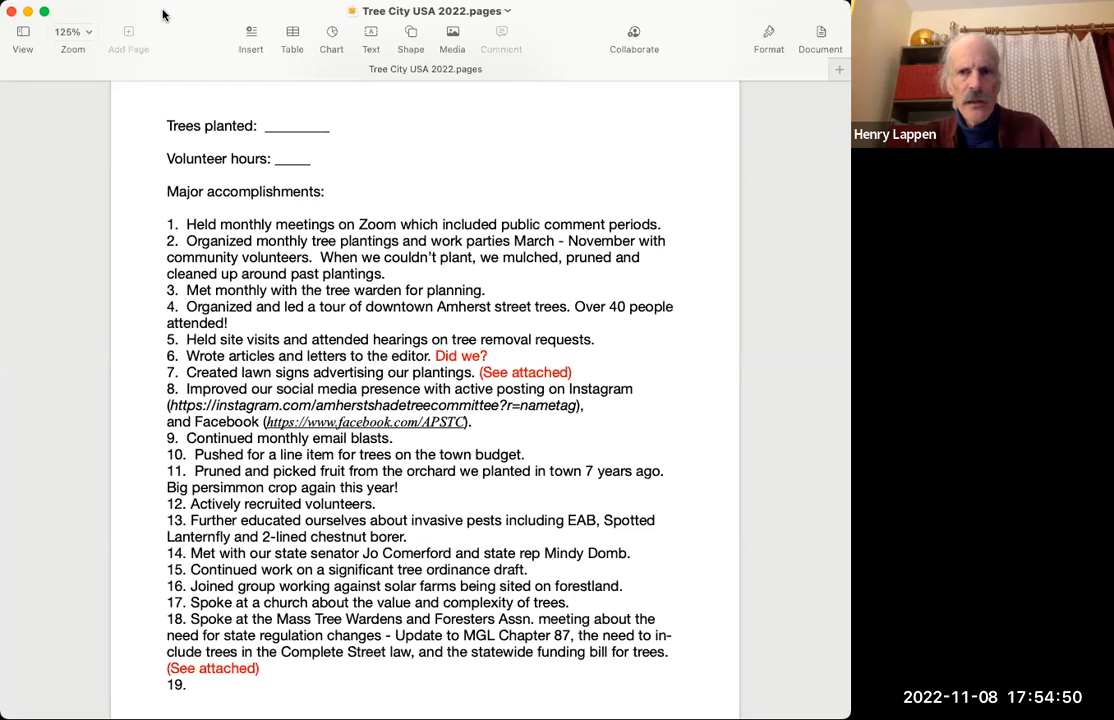 Tree City USA 2022.pages
125%
View
Zoom
Add Page
Insert
Table
Chart
Text
Shape
Media
Comment
Collaborate
Format
Document
Tree City USA 2022.pages
Henry Lappen
Trees planted: _________
Volunteer hours: _____
Major accomplishments:
1. Held monthly meetings on Zoom which included public comment periods.
2. Organized monthly tree plantings and work parties March - November with
community volunteers. When we couldn’t plant, we mulched, pruned and
cleaned up around past plantings.
3. Met monthly with the tree warden for planning.
4. Organized and led a tour of downtown Amherst street trees. Over 40 people
attended!
5. Held site visits and attended hearings on tree removal requests.
6. Wrote articles and letters to the editor. Did we?
7. Created lawn signs advertising our plantings. (See attached)
8. Improved our social media presence with active posting on Instagram
(https://instagram.com/amherstshadetreecommittee?r=nametag),
and Facebook (https://www.facebook.com/APSTC).
9. Continued monthly email blasts.
10. Pushed for a line item for trees on the town budget.
11. Pruned and picked fruit from the orchard we planted in town 7 years ago.
Big persimmon crop again this year!
12. Actively recruited volunteers.
13. Further educated ourselves about invasive pests including EAB, Spotted
Lanternfly and 2-lined chestnut borer.
14. Met with our state senator Jo Comerford and state rep Mindy Domb.
15. Continued work on a significant tree ordinance draft.
16. Joined group working against solar farms being sited on forestland.
17. Spoke at a church about the value and complexity of trees.
18. Spoke at the Mass Tree Wardens and Foresters Assn. meeting about the
need for state regulation changes - Update to MGL Chapter 87, the need to in-
clude trees in the Complete Street law, and the statewide funding bill for trees.
(See attached)
19.
2022-11-08 17:54:50